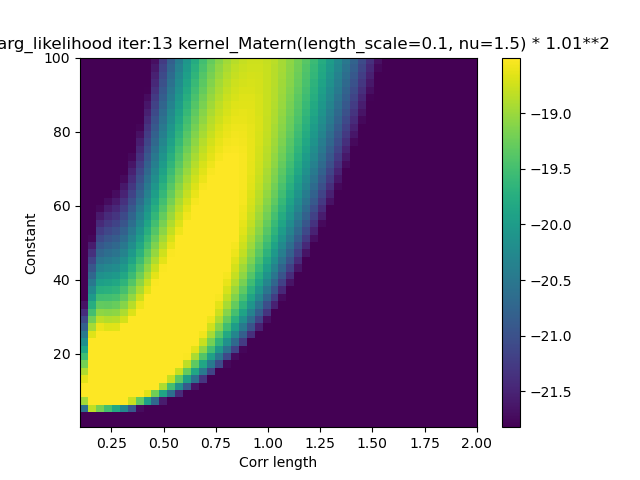 arg_likelihood iter:13 kernel_Matern(length_scale=0.1, nu=1.5) * 1.01**2
100
80
60
40
20
Constant
0.25 0.50 0.75 1.00 1.25 1.50 1.75 2.00
Corr length
−19.0
−19.5
−20.0
−20.5
−21.0
−21.5